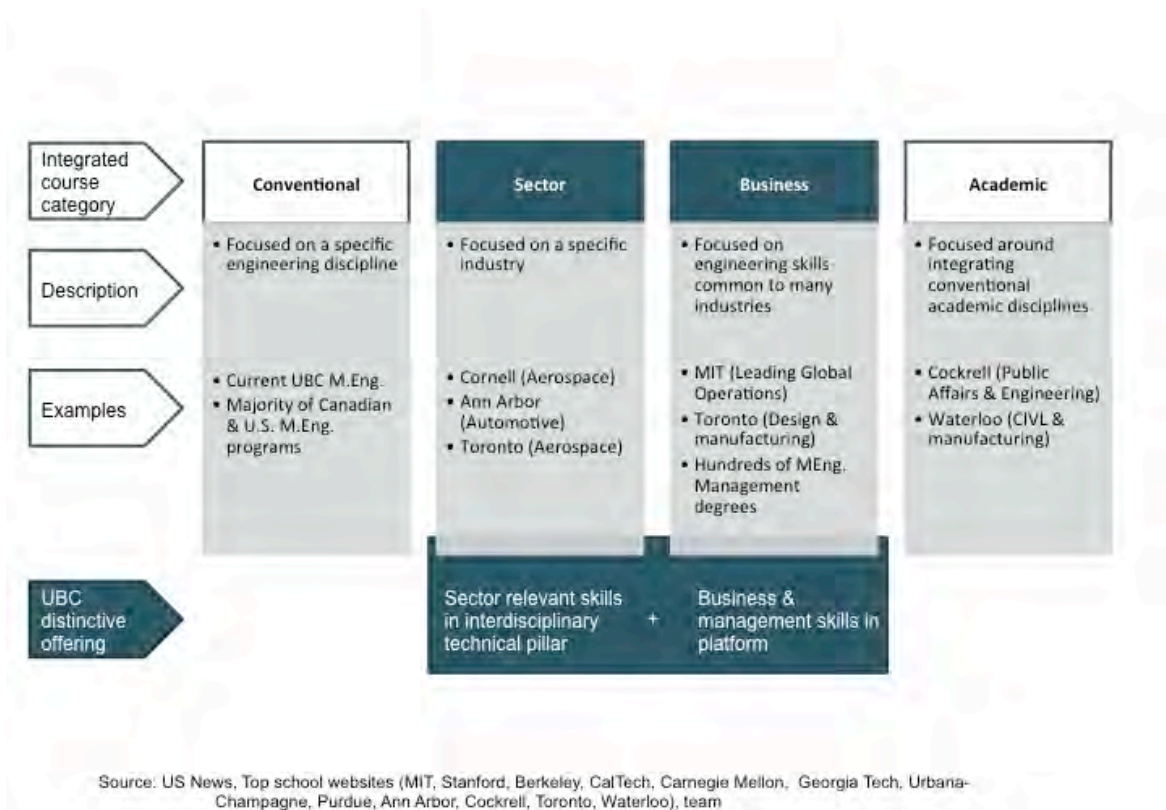 Integrated
course
category
Conventional
Sector
Business
Academic
Description
• Focused on a specific
engineering discipline
• Focused on a specific
industry
• Focused on
engineering skills
common to many
industries
• Focused around
integrating
conventional
academic disciplines
Examples
• Current UBC M.Eng.
• Majority of Canadian
& U.S. M.Eng.
programs
• Cornell (Aerospace)
• Ann Arbor
(Automotive)
• Toronto (Aerospace)
• MIT (Leading Global
Operations)
• Toronto (Design &
manufacturing)
• Hundreds of MEng.
Management
degrees
• Cockrell (Public
Affairs & Engineering)
• Waterloo (CIVL &
manufacturing)
UBC
distinctive
offering
Sector relevant skills
in interdisciplinary
technical pillar
+
Business &
management skills in
platform
Source: US News, Top school websites (MIT, Stanford, Berkeley, CalTech, Carnegie Mellon, Georgia Tech, Urbana-
Champagne, Purdue, Ann Arbor, Cockrell, Toronto, Waterloo), team